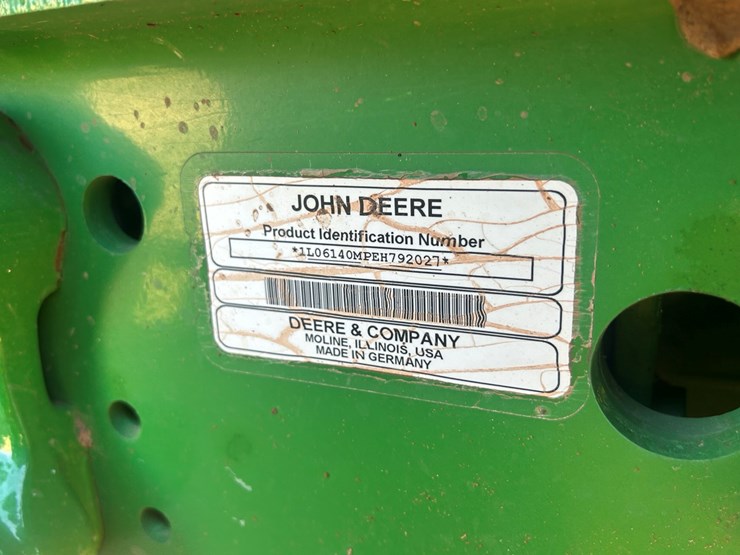 JOHN DEERE
Product Identification Number
*1L06140MPEH792027*
DEERE & COMPANY
MOLINE, ILLINOIS, USA
MADE IN GERMANY